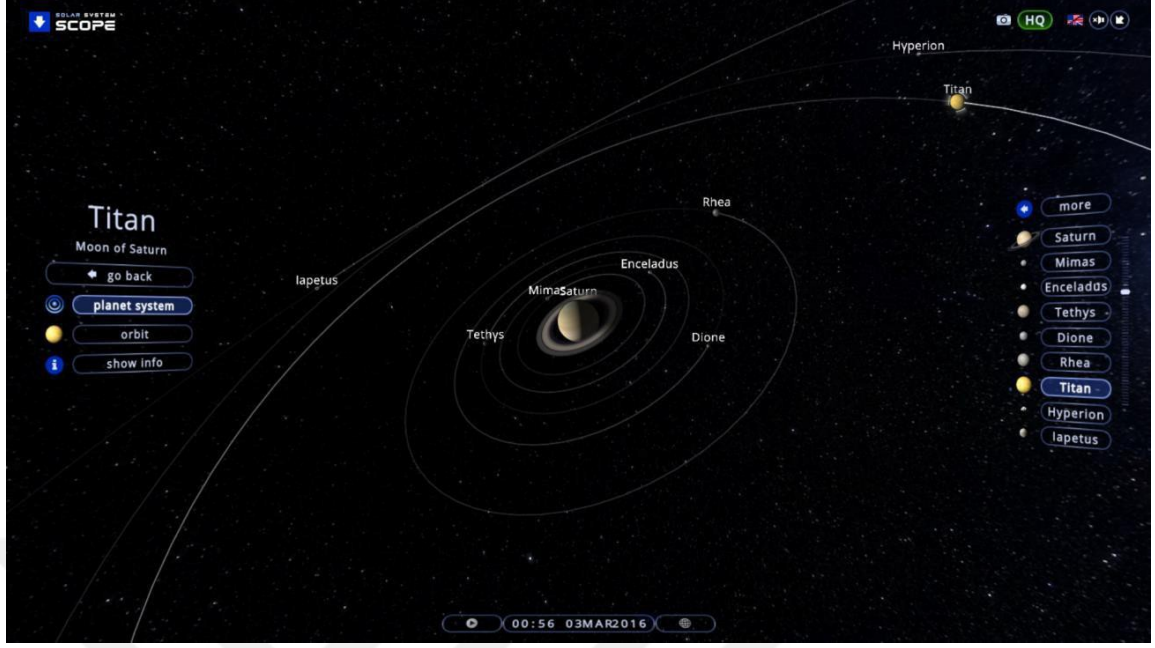 SOLAR SYSTEM
SCOPE
HQ
Hyperion
Titan
Rhea
Enceladus
Iapetus
Mimas
Saturn
Tethys
Dione
Titan
Moon of Saturn
go back
planet system
orbit
show info
more
Saturn
Mimas
Enceladus
Tethys
Dione
Rhea
Titan
Hyperion
Iapetus
00:56 03MAR2016